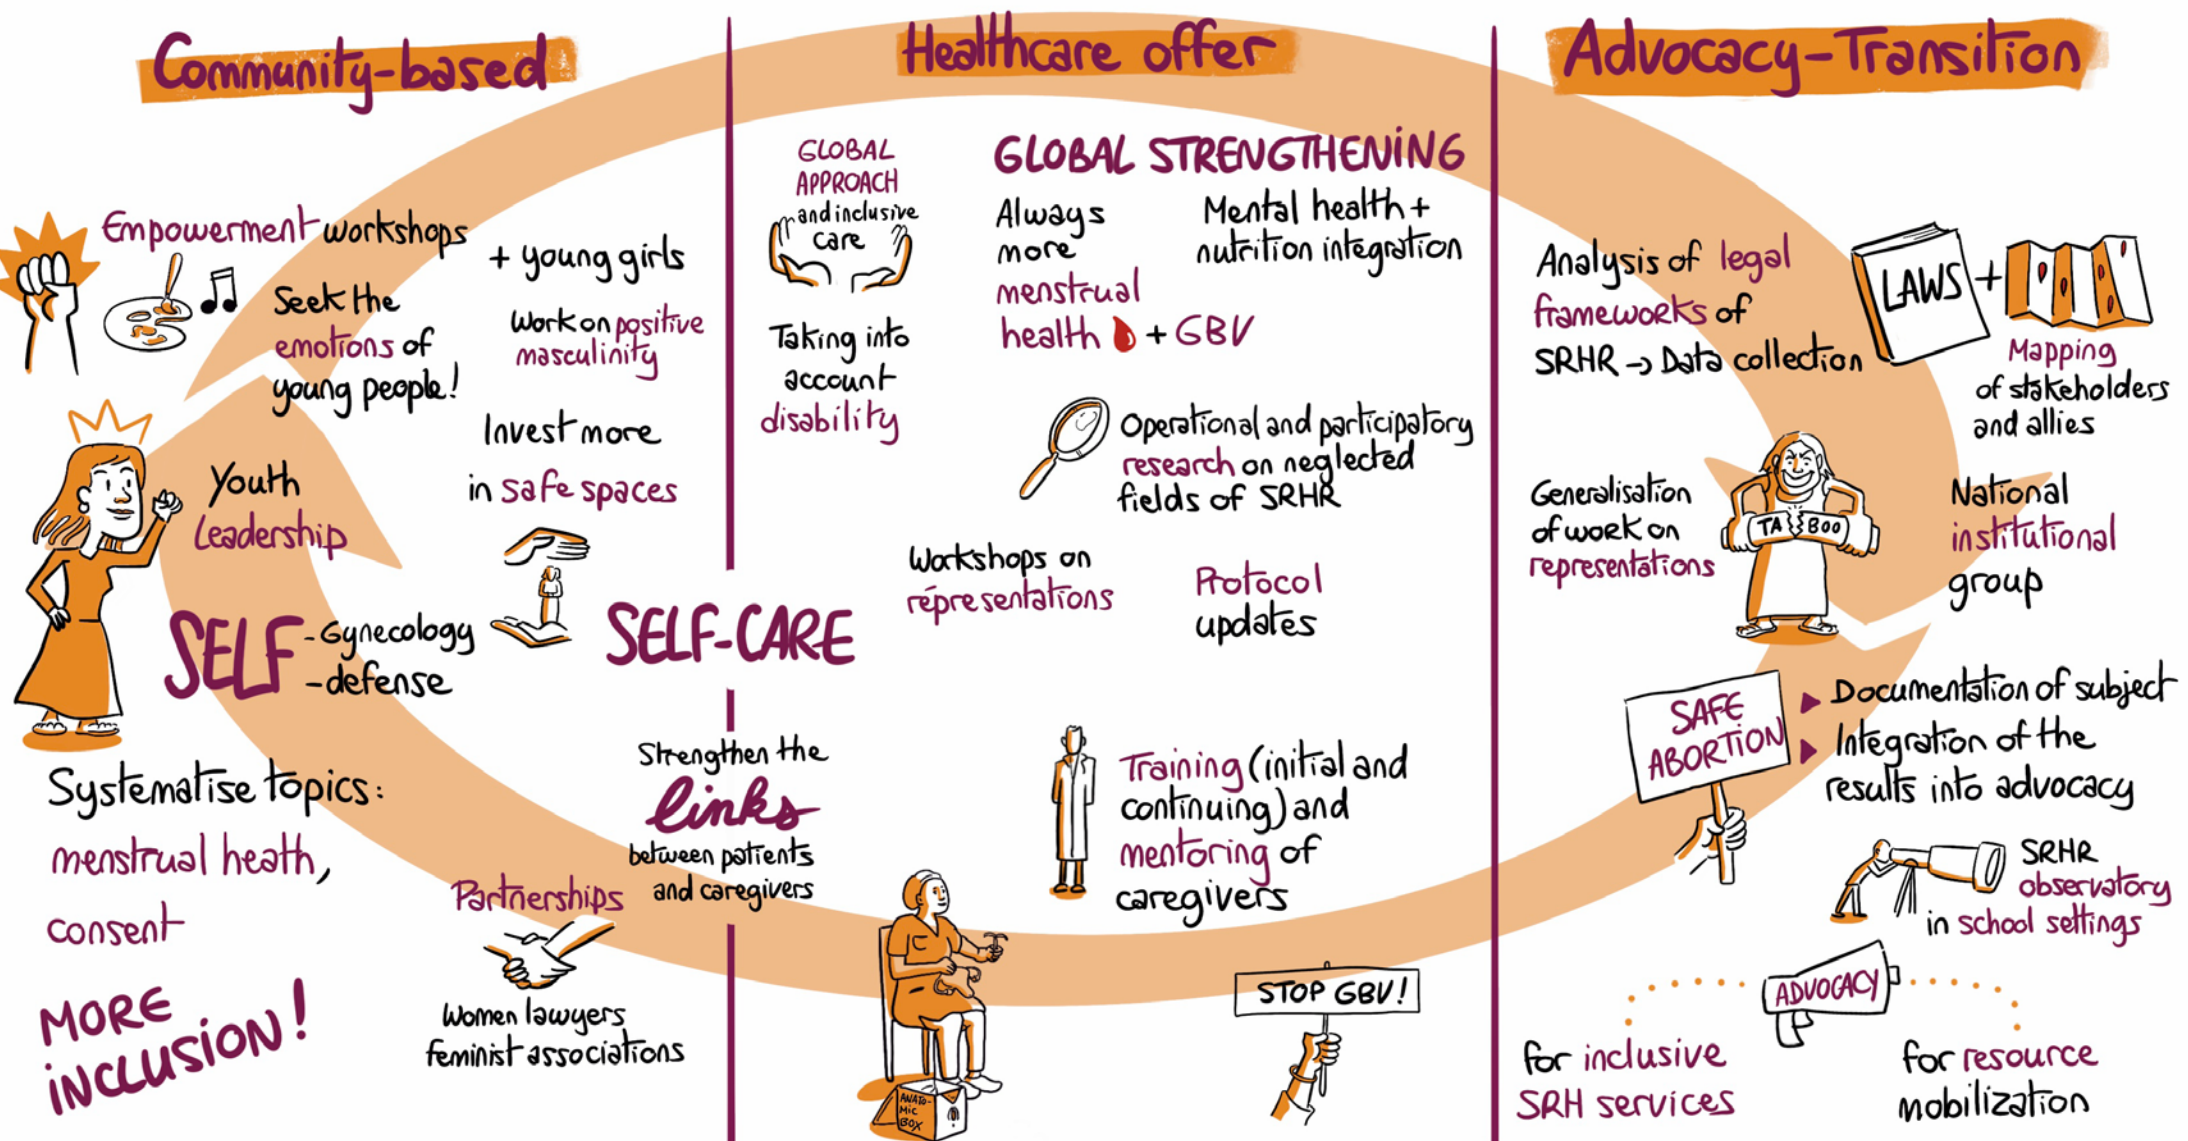 Community-based
Empowerment workshops
Seek the
emotions of
young people!
+ young girls
Work on positive
masculinity
Invest more
in safe spaces
Youth
Leadership
SELF
-Gynecology
-defense
Systematise topics:
menstrual heath,
consent
MORE
INCLUSION!
Partnerships
Women lawyers
feminist associations
SELF-CARE
Strengthen the
links
between patients
and caregivers
Healthcare offer
GLOBAL
APPROACH
and inclusive
care
Taking into
account
disability
GLOBAL STRENGTHENING
Always
more
menstrual
health + GBV
Mental health +
nutrition integration
Operational and participatory
research on neglected
fields of SRHR
Workshops on
réprésentations
Protocol
updates
Training (initial and
continuing) and
mentoring of
caregivers
ANATO-
MIC
BOX
STOP GBV!
Advocacy-Transition
Analysis of legal
frameworks of
SRHR → Data collection
LAWS +
Mapping
of stakeholders
and allies
Generalisation
of work on
representations
TABOO
National
institutional
group
SAFE
ABORTION
Documentation of subject
Integration of the
results into advocacy
SRHR
observatory
in school settings
ADVOCACY
for inclusive
SRH services
for resource
mobilization